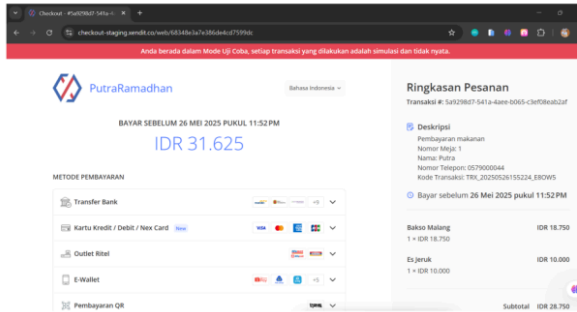 Checkout - #5a9298d7-541a-4
checkout-staging.xendit.co/web/68348e3a7e386de4cd7599dc
Anda berada dalam Mode Uji Coba, setiap transaksi yang dilakukan adalah simulasi dan tidak nyata.
PutraRamadhan
Bahasa Indonesia
BAYAR SEBELUM 26 MEI 2025 PUKUL 11:52 PM
IDR 31.625
METODE PEMBAYARAN
Transfer Bank
Kartu Kredit / Debit / Nex Card New
VISA
Outlet Ritel
E-Wallet
Pembayaran QR
Ringkasan Pesanan
Transaksi #: 5a9298d7-541a-4aee-b065-c3ef08eab2af
Deskripsi
Pembayaran makanan
Nomor Meja: 1
Nama: Putra
Nomor Telepon: 0579000044
Kode Transaksi: TRX_20250526155224_E8OWS
Bayar sebelum 26 Mei 2025 pukul 11:52 PM
Bakso Malang IDR 18.750
1 × IDR 18.750
Es Jeruk IDR 10.000
1 × IDR 10.000
Subtotal IDR 28.750